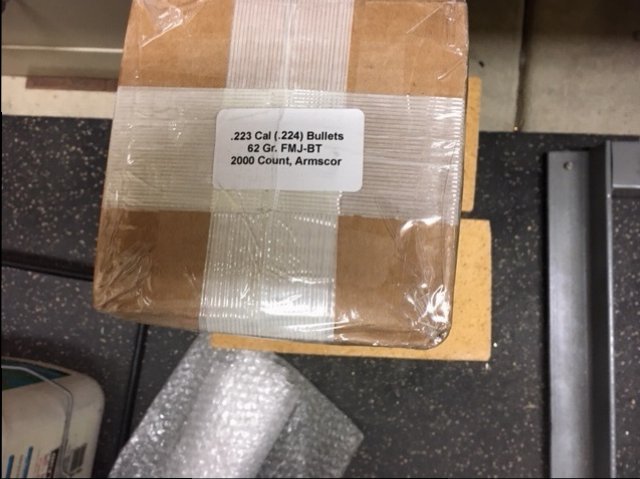 .223 Cal (.224) Bullets
62 Gr. FMJ-BT
2000 Count, Armscor